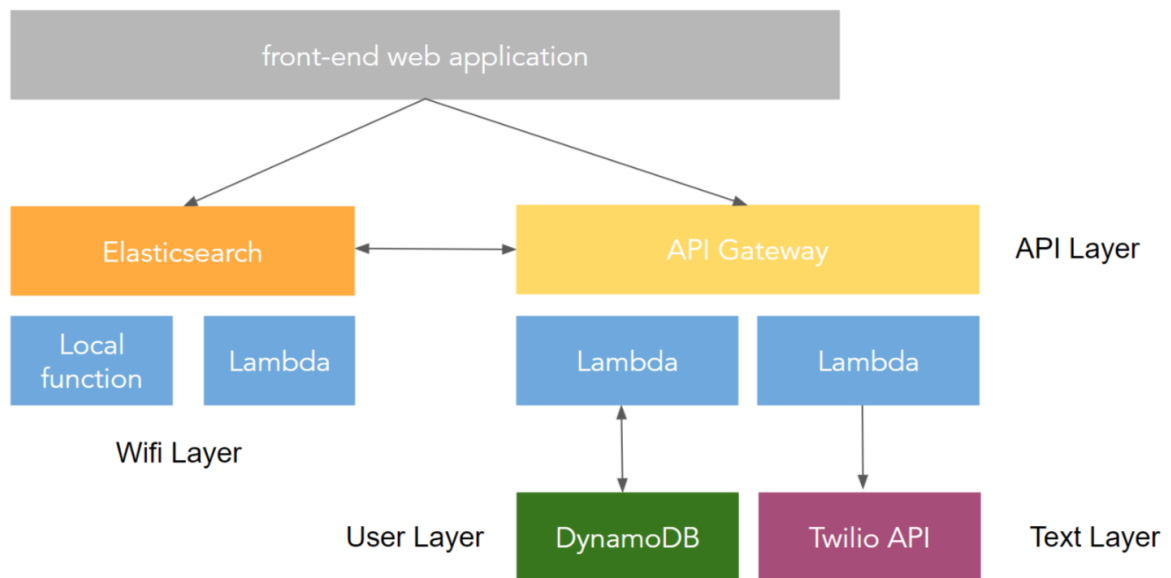 front-end web application
Elasticsearch
API Gateway
API Layer
Local
function
Lambda
Lambda
Lambda
Wifi Layer
User Layer
DynamoDB
Twilio API
Text Layer